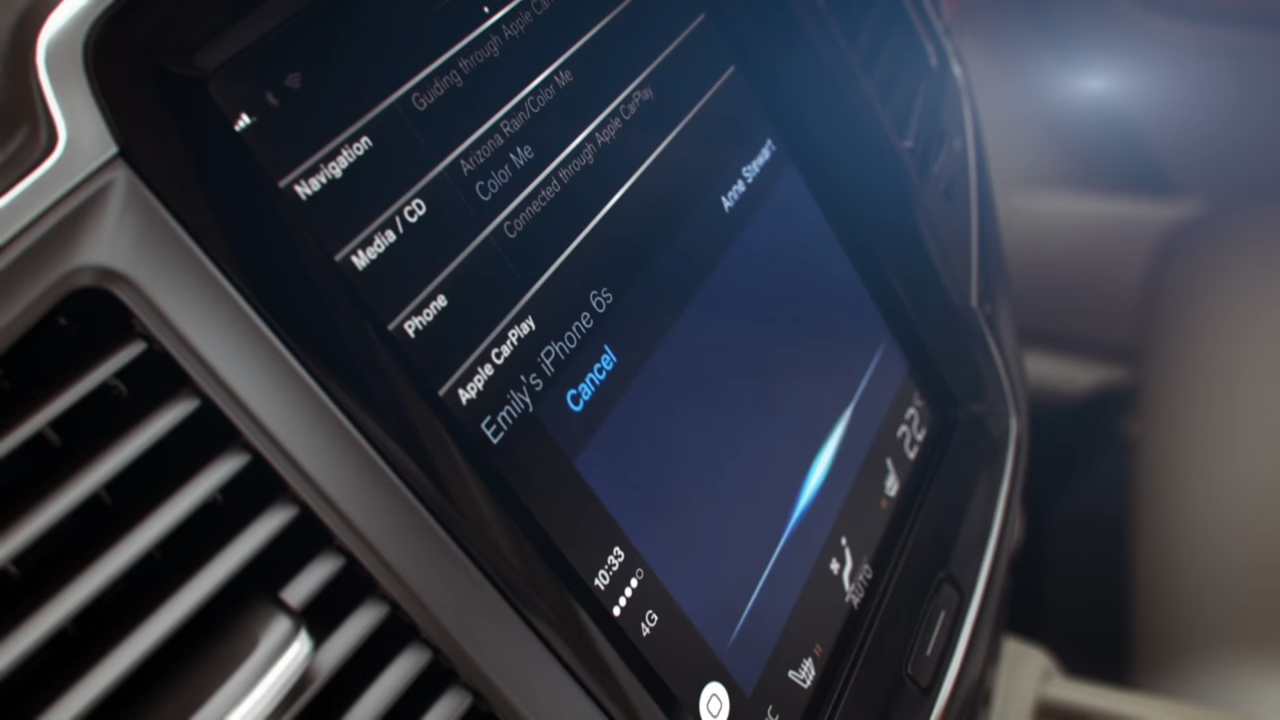 Navigation
Guiding through Apple Car
Media / CD
Arizona Rain/Color Me
Color Me
Phone
Connected through Apple CarPlay
Apple CarPlay
Emily's iPhone 6s
Cancel
Anne Stewart
10:33
4G
22°
AUTO